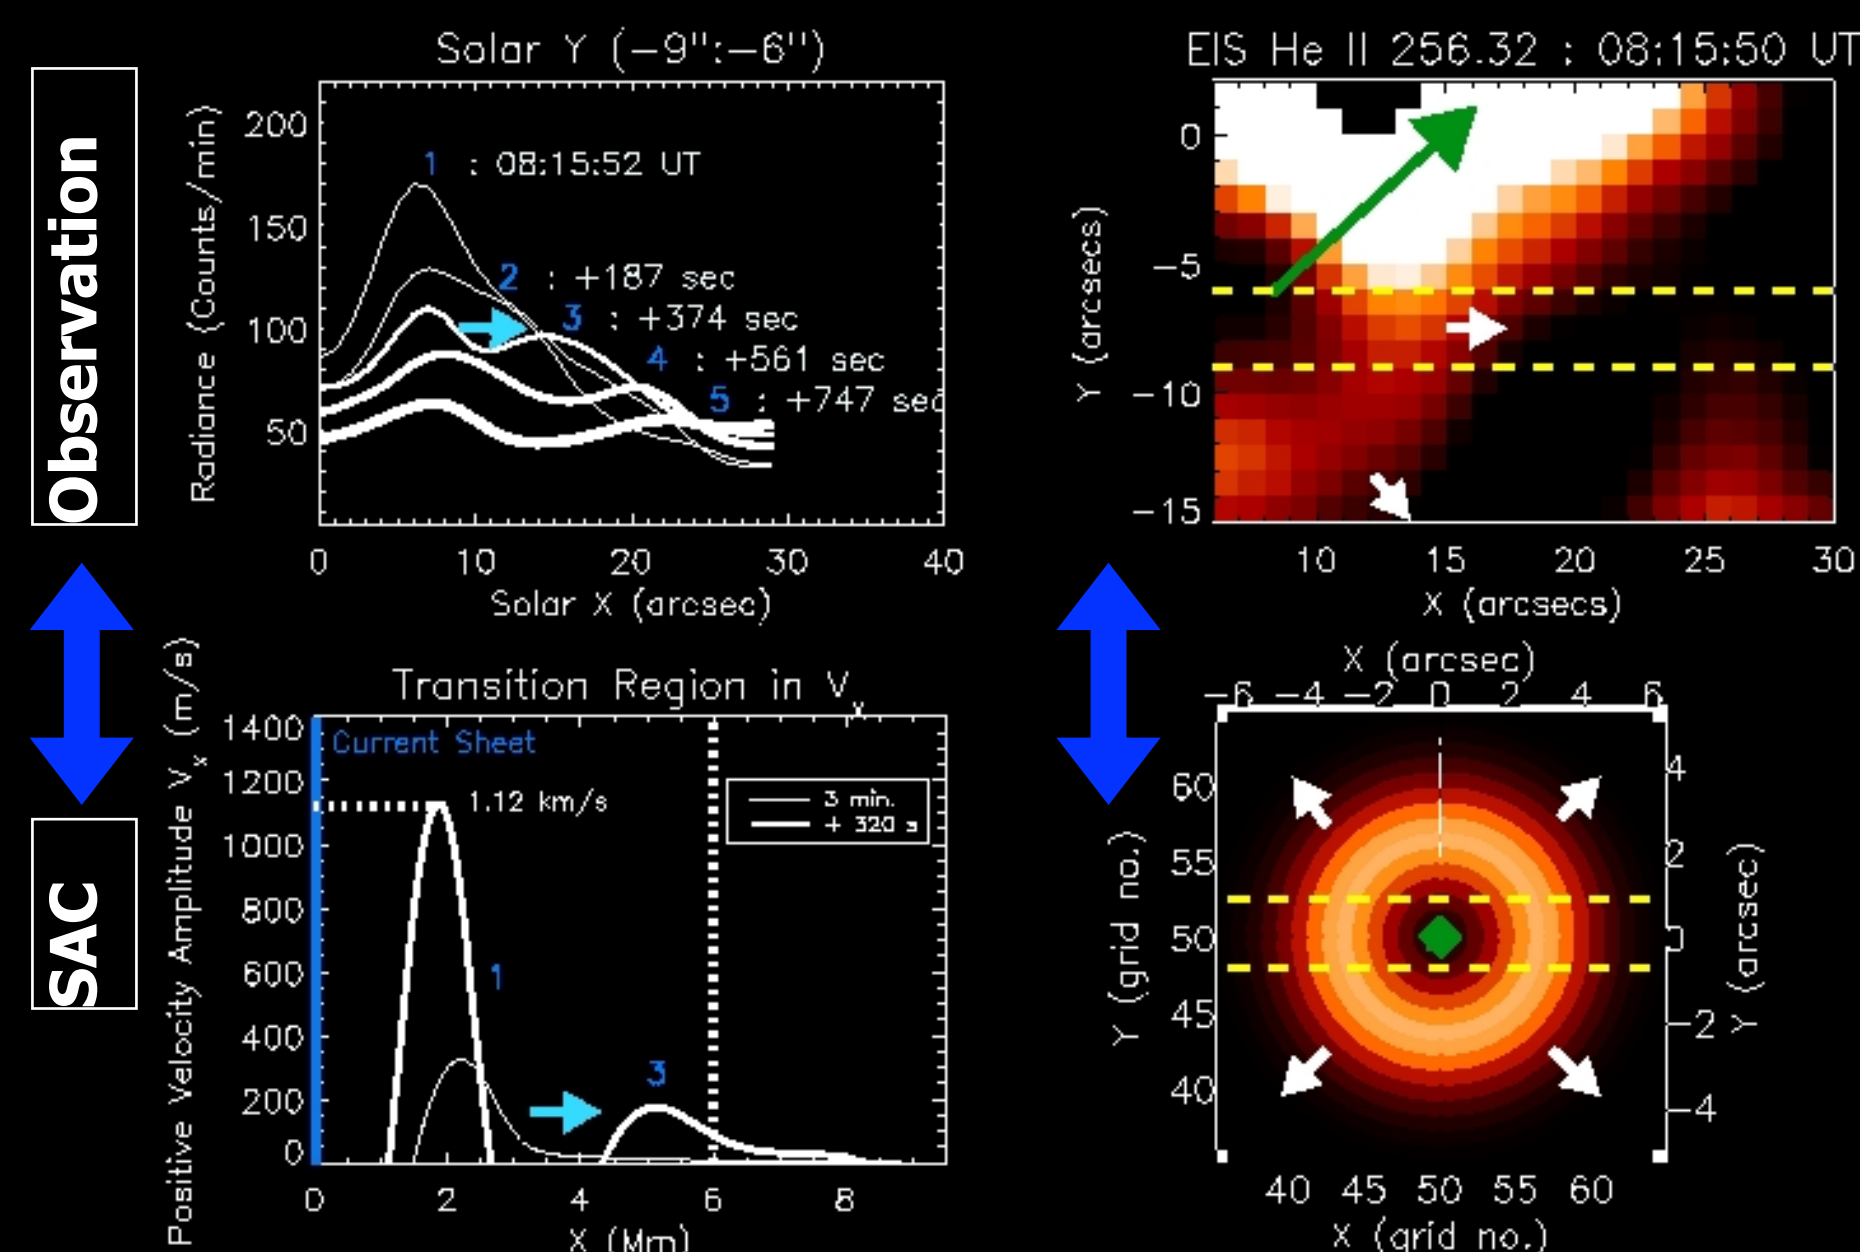 Observation
Solar Y (−9":−6")
Radiance (Counts/min)
200
150
100
50
1 : 08:15:52 UT
2 : +187 sec
3 : +374 sec
4 : +561 sec
5 : +747 sec
0 10 20 30 40
Solar X (arcsec)
EIS He II 256.32 : 08:15:50 UT
Y (arcsecs)
0
−5
−10
−15
10 15 20 25 30
X (arcsecs)
SAC
Transition Region in Vx
Positive Velocity Amplitude Vx (m/s)
1400
1200
1000
800
600
400
200
0
Current Sheet
1.12 km/s
3 min.
+ 320 s
1
3
0 2 4 6 8
X (Mm)
X (arcsec)
−6 −4 −2 0 2 4 6
Y (grid no.)
60
55
50
45
40
4
2
0
−2
−4
Y (arcsec)
40 45 50 55 60
X (grid no.)